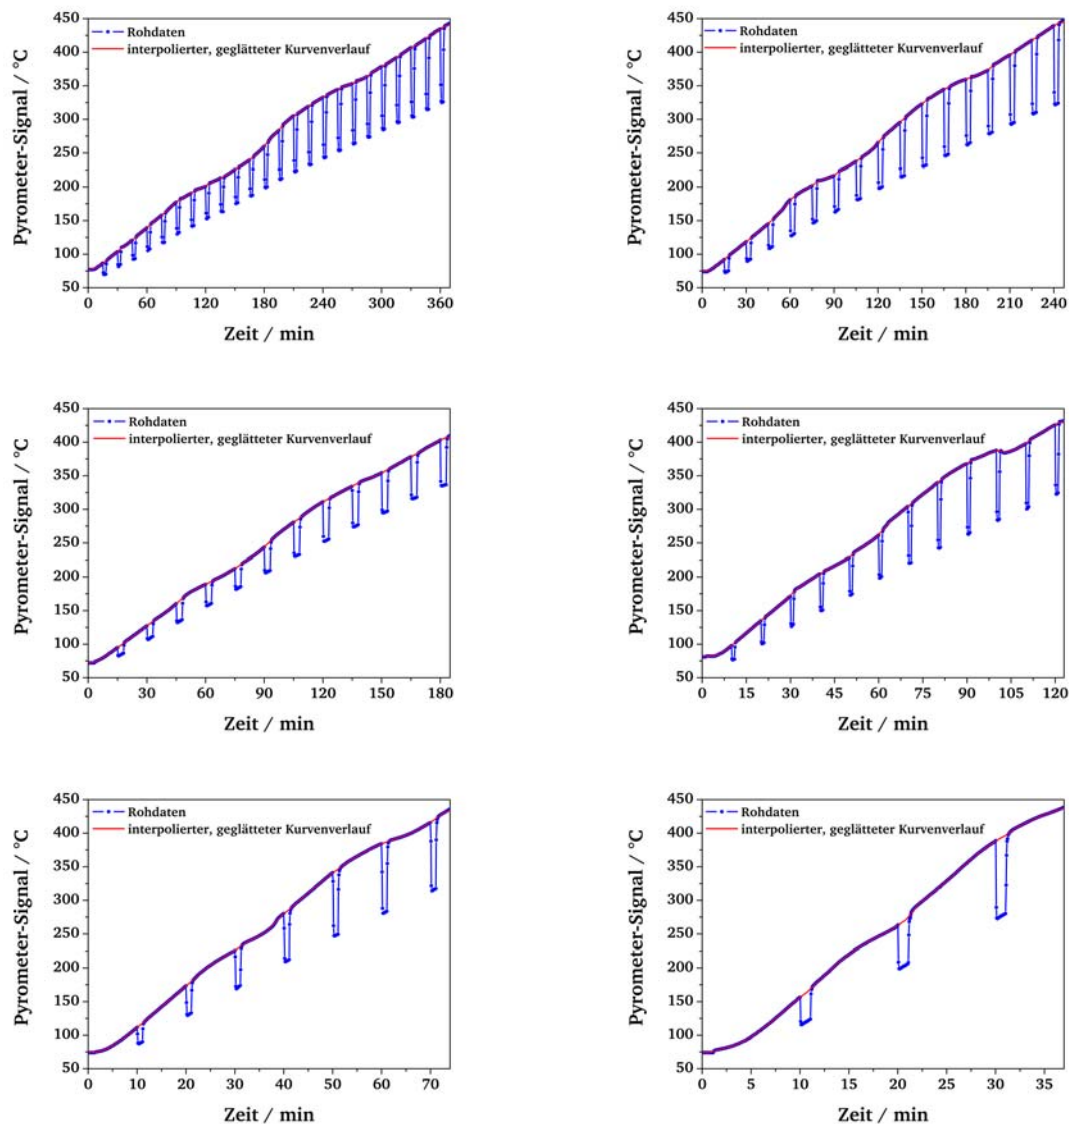 450
400
350
300
250
200
150
100
50
Pyrometer-Signal / °C
Rohdaten
interpolierter, geglätteter Kurvenverlauf
0 60 120 180 240 300 360
Zeit / min
450
400
350
300
250
200
150
100
50
Pyrometer-Signal / °C
Rohdaten
interpolierter, geglätteter Kurvenverlauf
0 30 60 90 120 150 180 210 240
Zeit / min
450
400
350
300
250
200
150
100
50
Pyrometer-Signal / °C
Rohdaten
interpolierter, geglätteter Kurvenverlauf
0 30 60 90 120 150 180
Zeit / min
450
400
350
300
250
200
150
100
50
Pyrometer-Signal / °C
Rohdaten
interpolierter, geglätteter Kurvenverlauf
0 15 30 45 60 75 90 105 120
Zeit / min
450
400
350
300
250
200
150
100
50
Pyrometer-Signal / °C
Rohdaten
interpolierter, geglätteter Kurvenverlauf
0 10 20 30 40 50 60 70
Zeit / min
450
400
350
300
250
200
150
100
50
Pyrometer-Signal / °C
Rohdaten
interpolierter, geglätteter Kurvenverlauf
0 5 10 15 20 25 30 35
Zeit / min